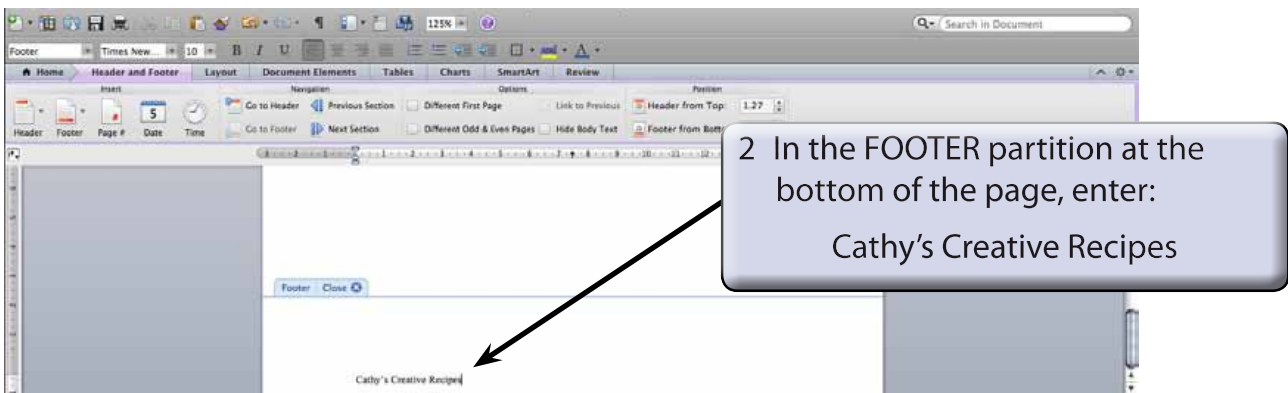 125%
Search in Document
Footer Times New... 10 B I U A
Home Header and Footer Layout Document Elements Tables Charts SmartArt Review
Insert Navigation Options Position
5 Go to Header Previous Section Different First Page Link to Previous Header from Top: 1.27
Header Footer Page # Date Time Go to Footer Next Section Different Odd & Even Pages Hide Body Text Footer from Bott
2 In the FOOTER partition at the
bottom of the page, enter:
Cathy’s Creative Recipes
Footer Close
Cathy's Creative Recipes